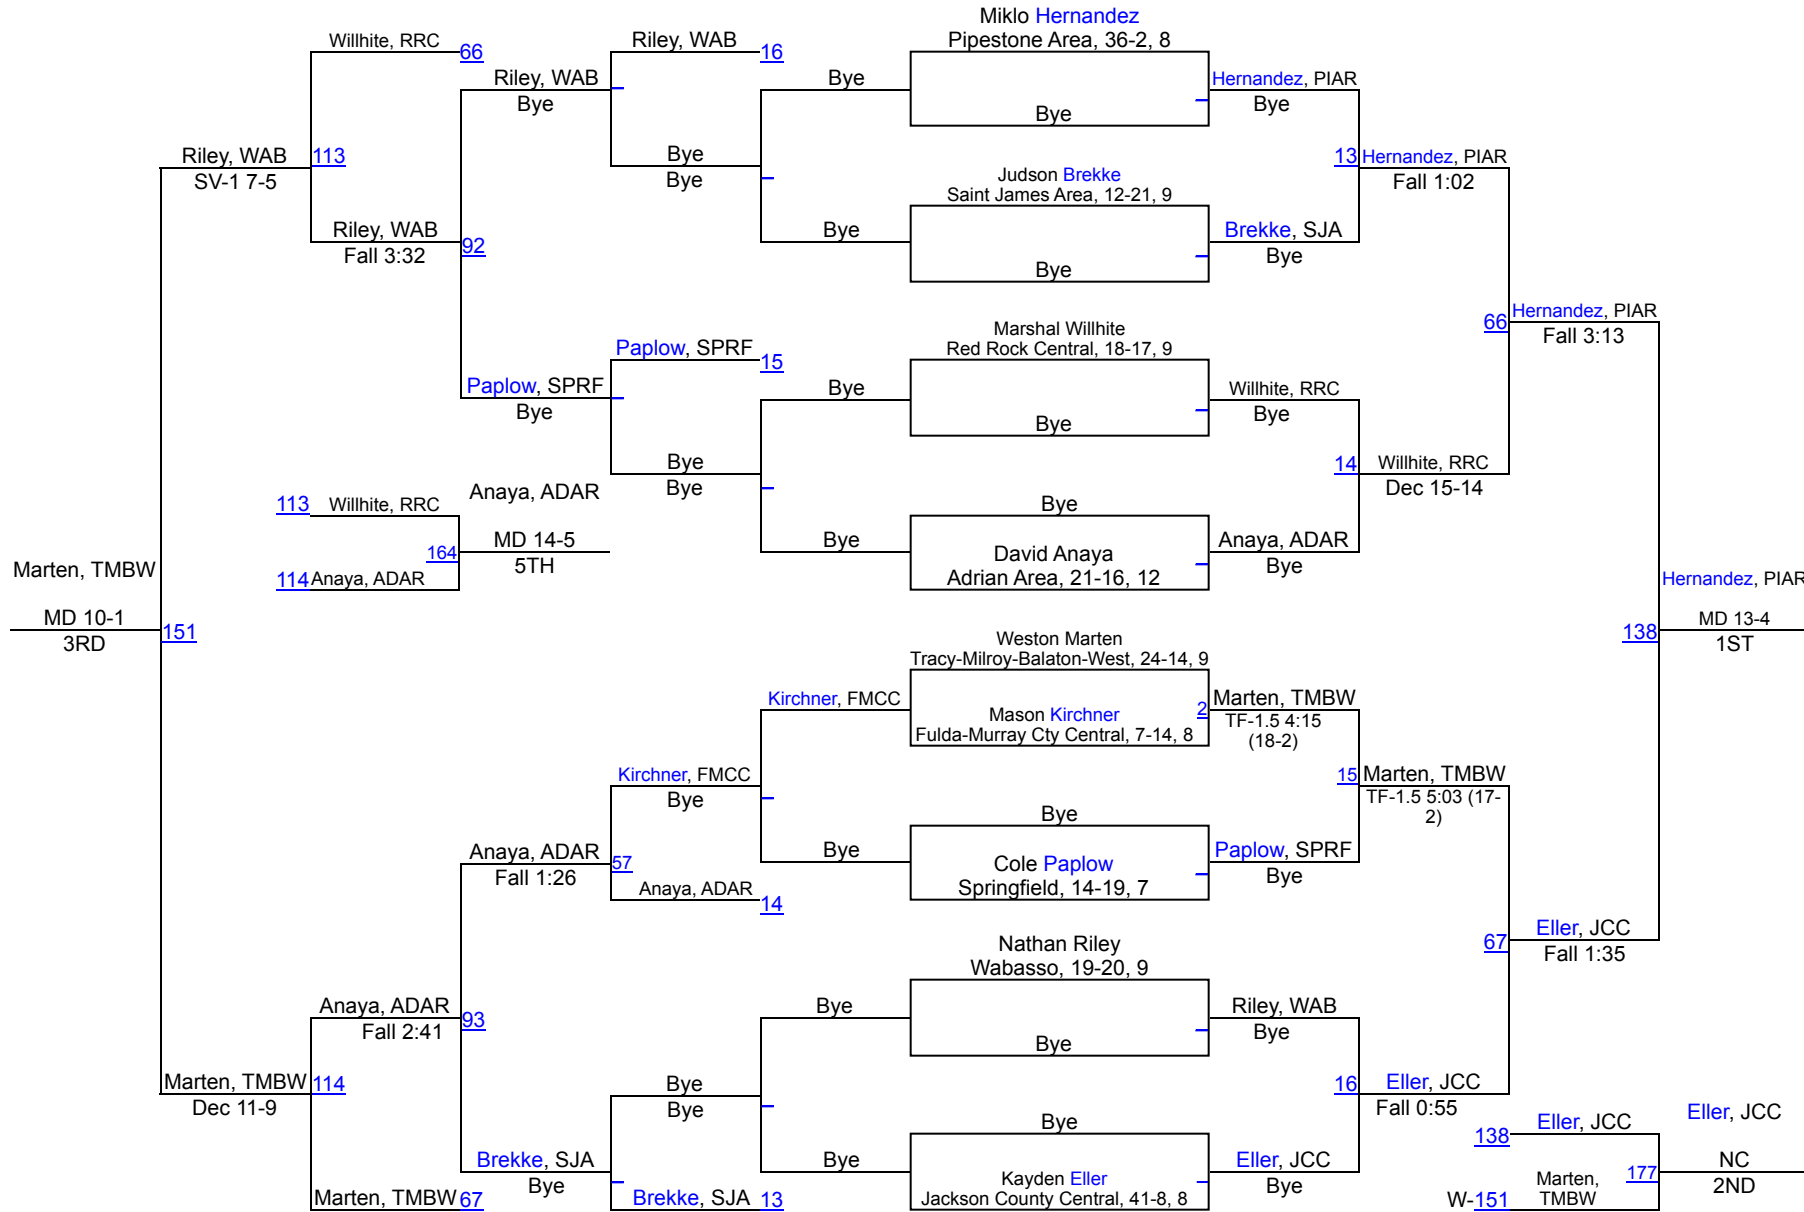 Miklo Hernandez
Pipestone Area, 36-2, 8
Willhite, RRC
66
Riley, WAB
16
Riley, WAB
Bye
Bye
Bye
Hernandez, PIAR
Bye
Riley, WAB
SV-1 7-5
113
Bye
Bye
Judson Brekke
Saint James Area, 12-21, 9
13
Hernandez, PIAR
Fall 1:02
Riley, WAB
Fall 3:32
92
Bye
Bye
Brekke, SJA
Bye
Marshal Willhite
Red Rock Central, 18-17, 9
66
Hernandez, PIAR
Fall 3:13
Paplow, SPRF
15
Paplow, SPRF
Bye
Bye
Bye
Willhite, RRC
Bye
Bye
Bye
14
Willhite, RRC
Dec 15-14
113
Willhite, RRC
Anaya, ADAR
164
MD 14-5
5TH
114
Anaya, ADAR
Bye
Bye
David Anaya
Adrian Area, 21-16, 12
Anaya, ADAR
Bye
Marten, TMBW
MD 10-1
3RD
151
Hernandez, PIAR
138
MD 13-4
1ST
Weston Marten
Tracy-Milroy-Balaton-West, 24-14, 9
Kirchner, FMCC
Mason Kirchner
Fulda-Murray Cty Central, 7-14, 8
2
Marten, TMBW
TF-1.5 4:15
(18-2)
Kirchner, FMCC
Bye
15
Marten, TMBW
TF-1.5 5:03 (17-
2)
Anaya, ADAR
Fall 1:26
57
Bye
Bye
Cole Paplow
Springfield, 14-19, 7
Paplow, SPRF
Bye
Anaya, ADAR
14
Nathan Riley
Wabasso, 19-20, 9
67
Eller, JCC
Fall 1:35
Anaya, ADAR
Fall 2:41
93
Bye
Bye
Riley, WAB
Bye
Marten, TMBW
Dec 11-9
114
Bye
Bye
16
Eller, JCC
Fall 0:55
Bye
Bye
Kayden Eller
Jackson County Central, 41-8, 8
Eller, JCC
Bye
Brekke, SJA
Bye
Marten, TMBW
67
Brekke, SJA
13
138
Eller, JCC
Eller, JCC
177
NC
2ND
W-151
Marten,
TMBW